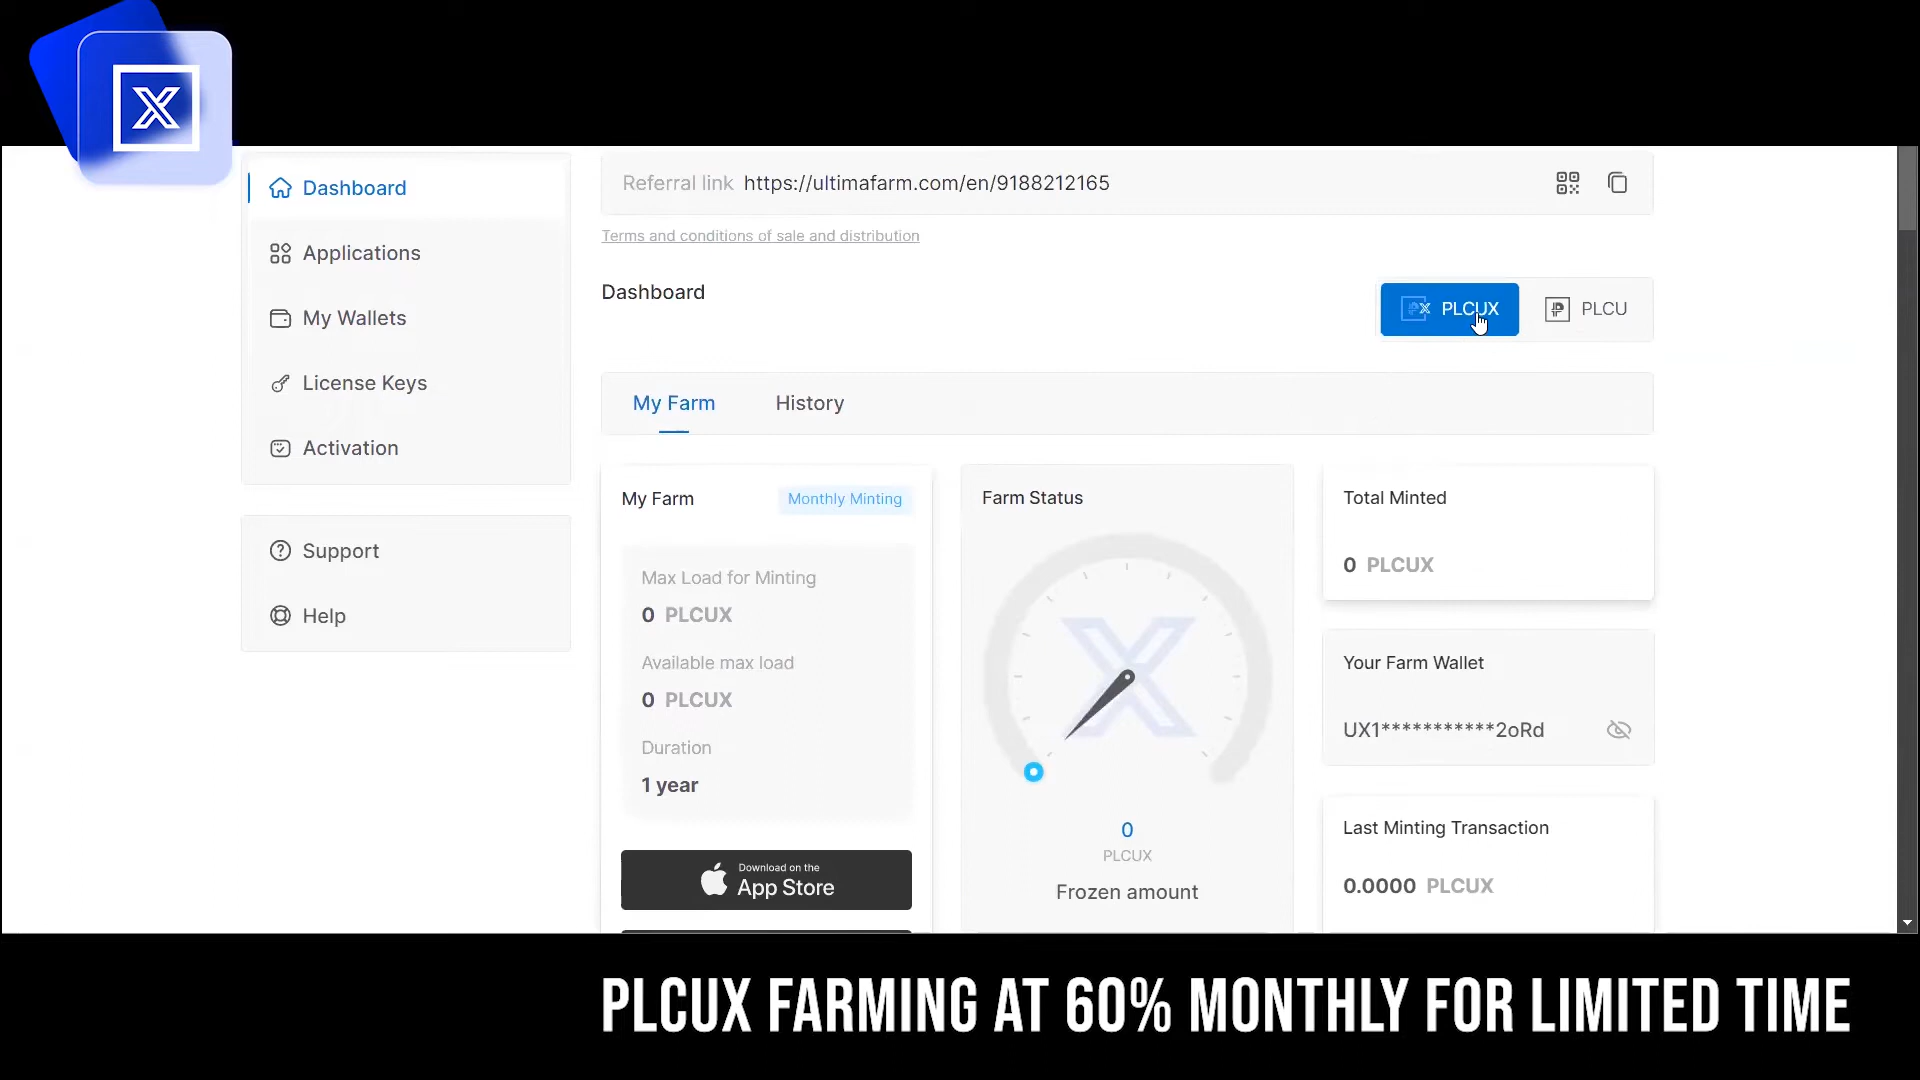 Dashboard
Applications
My Wallets
License Keys
Activation
Support
Help
Referral link https://ultimafarm.com/en/9188212165
Terms and conditions of sale and distribution
Dashboard
PLCUX
PLCU
My Farm
History
My Farm
Monthly Minting
Max Load for Minting
0 PLCUX
Available max load
0 PLCUX
Duration
1 year
Download on the
App Store
Farm Status
0
PLCUX
Frozen amount
Total Minted
0 PLCUX
Your Farm Wallet
UX1***********2oRd
Last Minting Transaction
0.0000 PLCUX
PLCUX FARMING AT 60% MONTHLY FOR LIMITED TIME